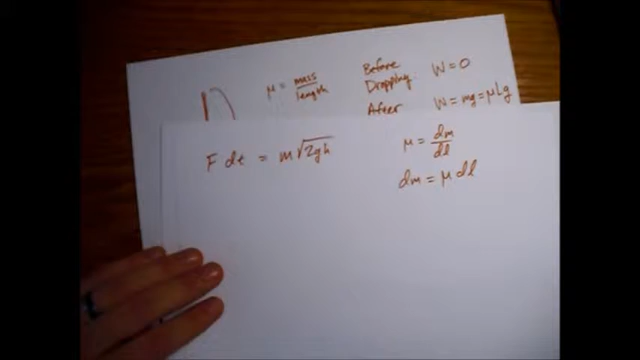 μ = mass/length
Before Dropping W = 0
After W = mg = μLg
F dt = m√2gh
μ = dm/dl
dm = μ dl